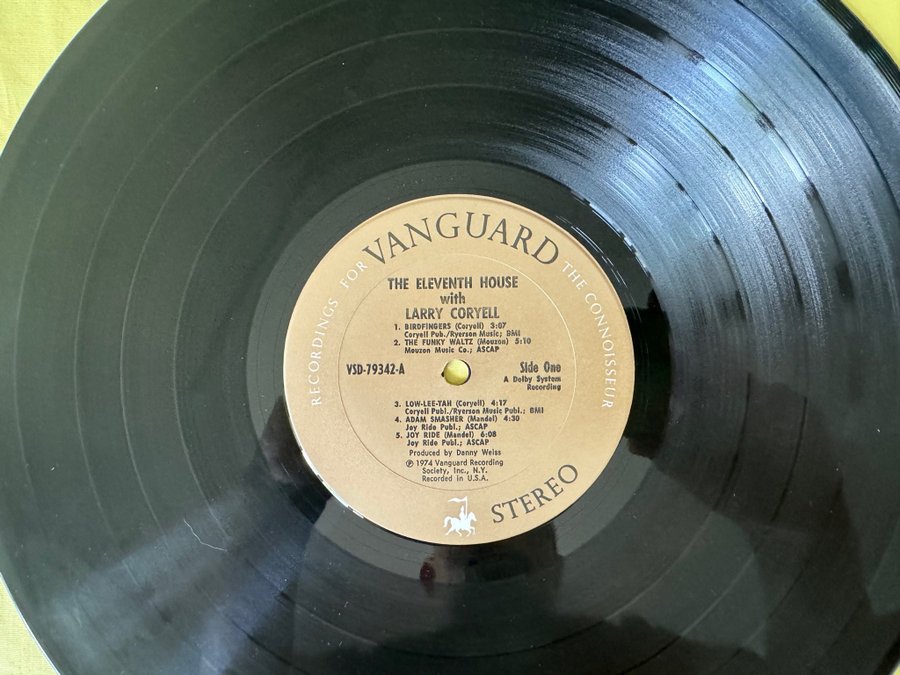 RECORDINGS FOR VANGUARD THE CONNOISSEUR
THE ELEVENTH HOUSE
with
LARRY CORYELL
1. BIRDFINGERS (Coryell) 3:07
Coryell Pub./Ryerson Music; BMI
2. THE FUNKY WALTZ (Mouzon) 5:10
Mouzon Music Co.; ASCAP
VSD-79342-A
Side One
A Dolby System
Recording
3. LOW-LEE-TAH (Coryell) 4:17
Coryell Publ./Ryerson Music Publ.; BMI
4. ADAM SMASHER (Mandel) 4:30
Joy Ride Publ.; ASCAP
5. JOY RIDE (Mandel) 6:08
Joy Ride Publ.; ASCAP
Produced by Danny Weiss
℗ 1974 Vanguard Recording
Society, Inc., N.Y.
Recorded in U.S.A.
STEREO